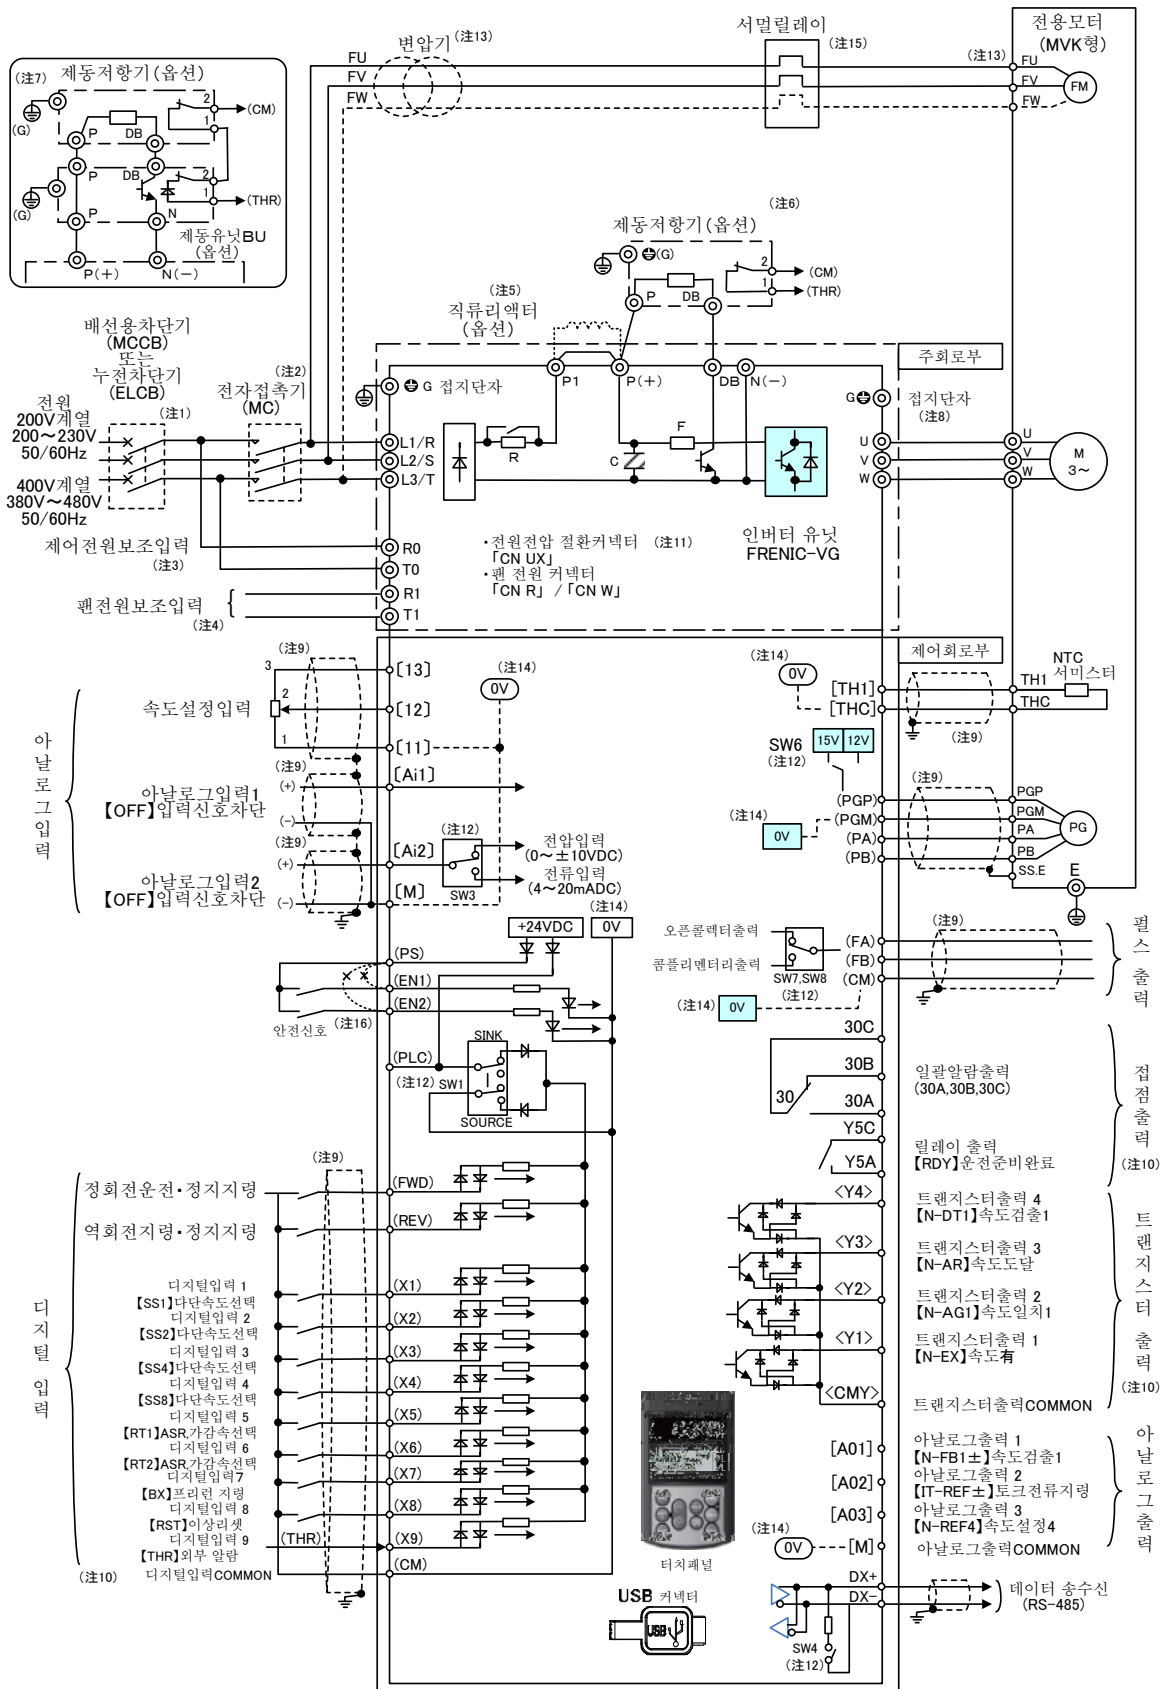 서멀릴레이
(注15)
전용모터
(MVK형)
변압기
(注13)
FU
FV
FW
(注13)
FU
FV
FW
FM
(注7)
제동저항기(옵션)
(G)
P
DB
2
1
(CM)
P
DB
2
1
(THR)
(G)
P
N
제동유닛BU
(옵션)
P(+)
N(-)
(注6)
제동저항기(옵션)
(G)
P
DB
2
1
(CM)
(THR)
(注5)
직류리액터
(옵션)
배선용차단기
(MCCB)
또는
누전차단기
(ELCB)
(注1)
(注2)
전자접촉기
(MC)
전원
200V계열
200~230V
50/60Hz
400V계열
380V~480V
50/60Hz
주회로부
G 접지단자
P1
P(+)
DB
N(-)
G
접지단자
(注8)
L1/R
L2/S
L3/T
R
C
F
U
V
W
U
V
W
M
3~
인버터 유닛
FRENIC-VG
제어전원보조입력
(注3)
R0
T0
・전원전압 절환커넥터 (注11)
「CN UX」
・팬 전원 커넥터
「CN R」 / 「CN W」
팬전원보조입력
(注4)
R1
T1
제어회로부
아날로그입력
속도설정입력
3
2
1
(注9)
[13]
[12]
[11]
(注14)
0V
(注14)
0V
[TH1]
[THC]
(注9)
TH1
THC
NTC
서미스터
SW6
(注12)
15V
12V
아날로그입력1
【OFF】입력신호차단
(+)
(-)
(注9)
[Ai1]
아날로그입력2
【OFF】입력신호차단
(+)
(-)
(注9)
[Ai2]
[M]
(注12)
SW3
전압입력
(0~±10VDC)
전류입력
(4~20mADC)
(注14)
0V
(PGP)
(PGM)
(PA)
(PB)
(注9)
PGP
PGM
PA
PB
SS.E
PG
E
+24VDC
(注14)
0V
(PS)
(EN1)
(EN2)
안전신호
(注16)
오픈콜렉터출력
콤플리멘터리출력
SW7,SW8
(注12)
(FA)
(FB)
(CM)
(注14)
0V
(注9)
펄스 출력
(PLC)
(注12)
SW1
SINK
SOURCE
30C
30B
30A
30
일괄알람출력
(30A,30B,30C)
Y5C
Y5A
릴레이 출력
【RDY】운전준비완료
접점출력
(注10)
디지털 입력
(注9)
정회전운전・정지지령
(FWD)
역회전지령・정지지령
(REV)
디지털입력 1
【SS1】다단속도선택
(X1)
디지털입력 2
【SS2】다단속도선택
(X2)
디지털입력 3
【SS4】다단속도선택
(X3)
디지털입력 4
【SS8】다단속도선택
(X4)
디지털입력 5
【RT1】ASR,가감속선택
(X5)
디지털입력 6
【RT2】ASR,가감속선택
(X6)
디지털입력7
【BX】프리런 지령
(X7)
디지털입력 8
【RST】이상리셋
(X8)
디지털입력 9
【THR】외부 알람
(THR)
(X9)
(注10)
디지털입력COMMON
(CM)
<Y4>
트랜지스터출력 4
【N-DT1】속도검출1
<Y3>
트랜지스터출력 3
【N-AR】속도도달
<Y2>
트랜지스터출력 2
【N-AG1】속도일치1
<Y1>
트랜지스터출력 1
【N-EX】속도有
<CMY>
트랜지스터출력COMMON
트랜지스터 출력
(注10)
터치패널
[A01]
아날로그출력 1
【N-FB1±】속도검출1
[A02]
아날로그출력 2
【IT-REF±】토크전류지령
[A03]
아날로그출력 3
【N-REF4】속도설정4
(注14)
0V
[M]
아날로그출력COMMON
아날로그출력
USB 커넥터
USB
DX+
DX-
SW4
(注12)
데이터 송수신
(RS-485)